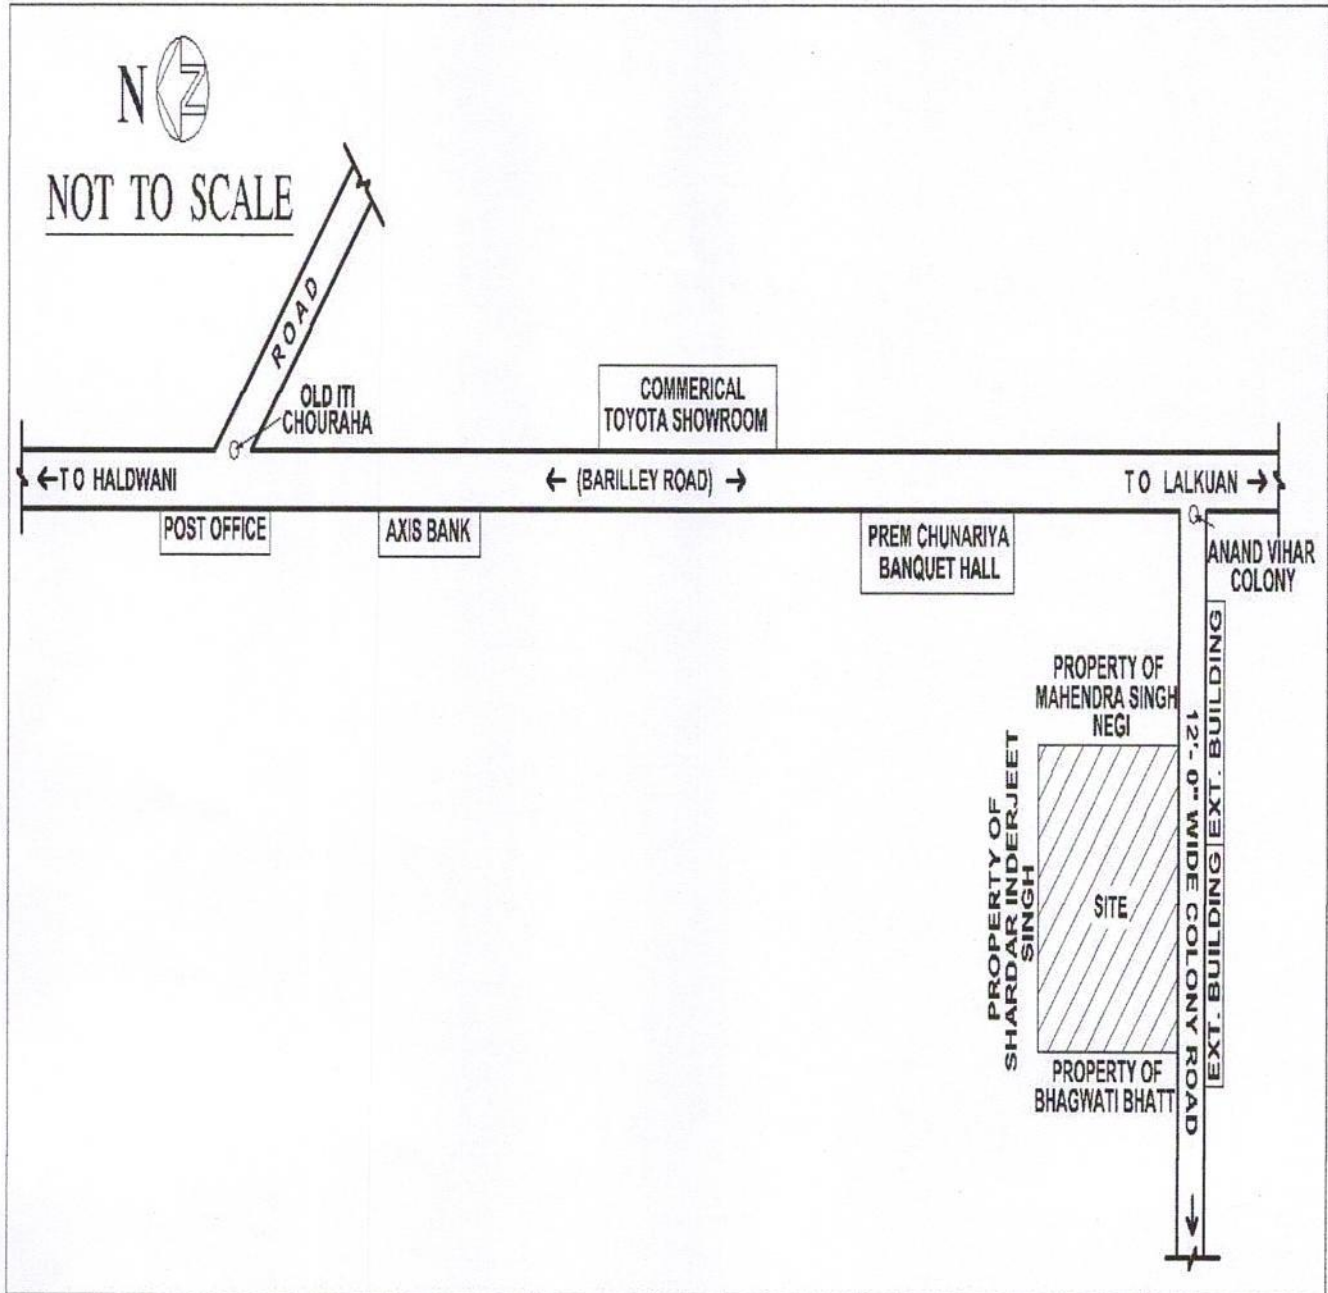 N
NOT TO SCALE
ROAD
OLD ITI
CHOURAHA
COMMERICAL
TOYOTA SHOWROOM
←TO HALDWANI
← (BARILLEY ROAD) →
TO LALKUAN →
POST OFFICE
AXIS BANK
PREM CHUNARIYA
BANQUET HALL
ANAND VIHAR
COLONY
PROPERTY OF
MAHENDRA SINGH
NEGI
PROPERTY OF
SHARDAR INDERJEET
SINGH
SITE
12'- 0" WIDE COLONY ROAD
EXT. BUILDING
EXT. BUILDING
PROPERTY OF
BHAGWATI BHATT